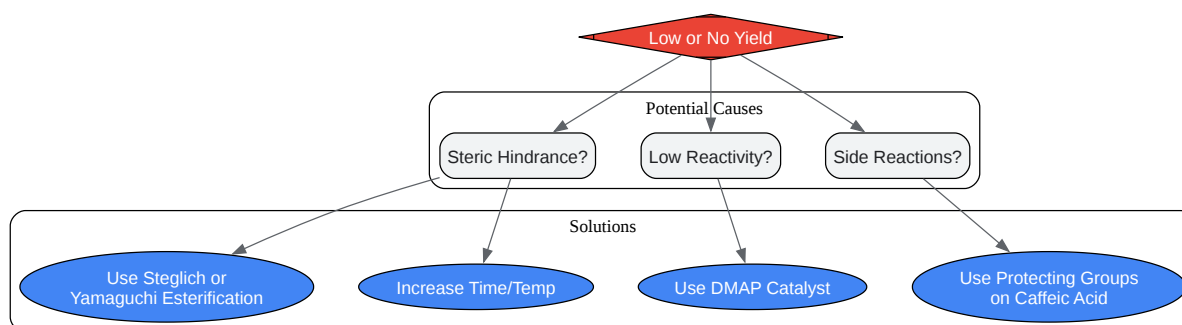 Low or No Yield
Potential Causes
Steric Hindrance?
Low Reactivity?
Side Reactions?
Solutions
Use Steglich or
Yamaguchi Esterification
Increase Time/Temp
Use DMAP Catalyst
Use Protecting Groups
on Caffeic Acid